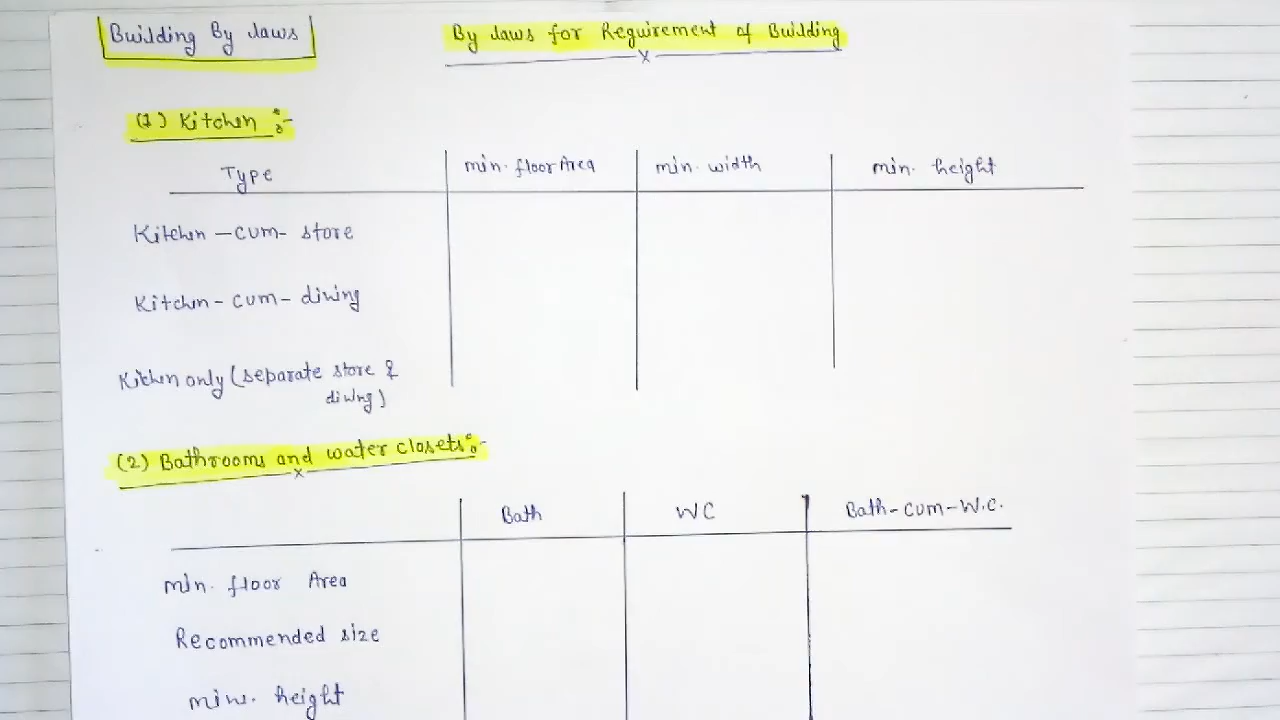 Building By laws
By laws for Requirement of Building
x
(1) Kitchen :-
Type min. floor Area min. width min. height
Kitchen -cum- store
Kitchen - cum - dining
Kitchen only (separate store &
dining)
(2) Bathrooms and water closets:-
x
Bath WC Bath-cum-W.C.
min. floor Area
Recommended size
min. height